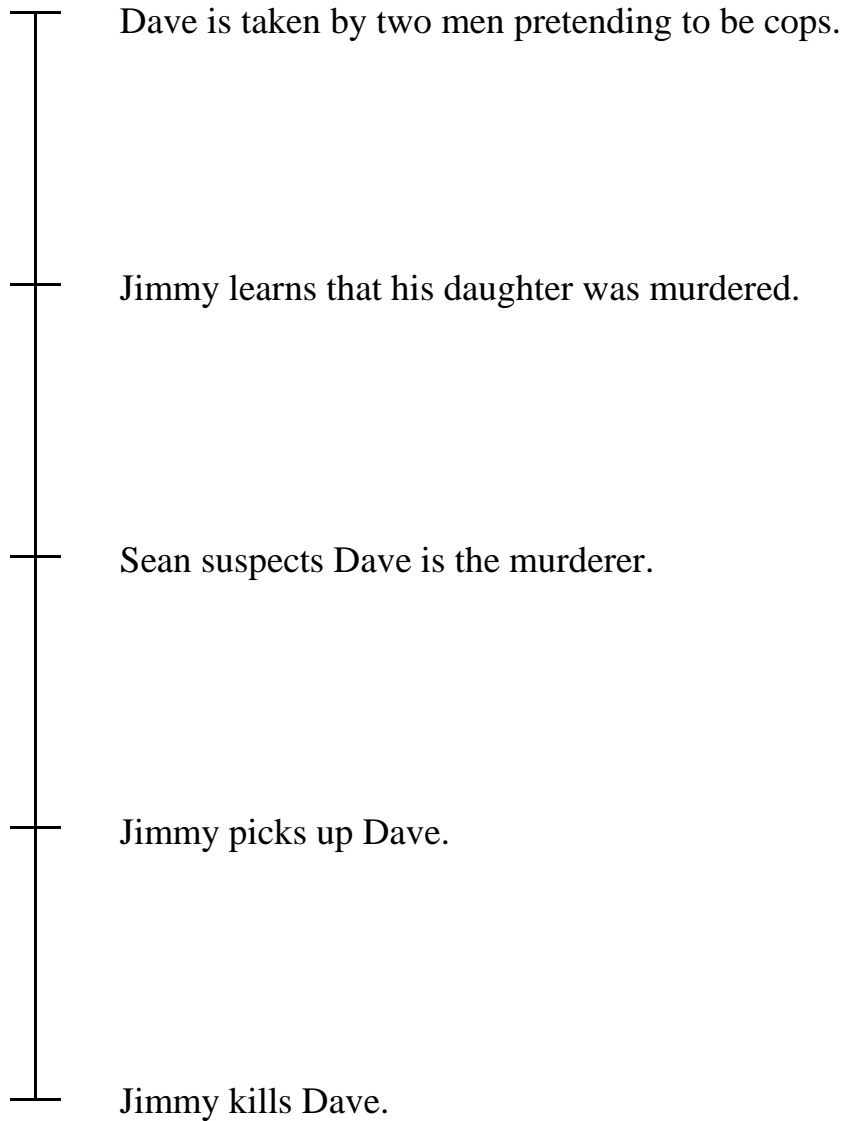 Dave is taken by two men pretending to be cops.
Jimmy learns that his daughter was murdered.
Sean suspects Dave is the murderer.
Jimmy picks up Dave.
Jimmy kills Dave.